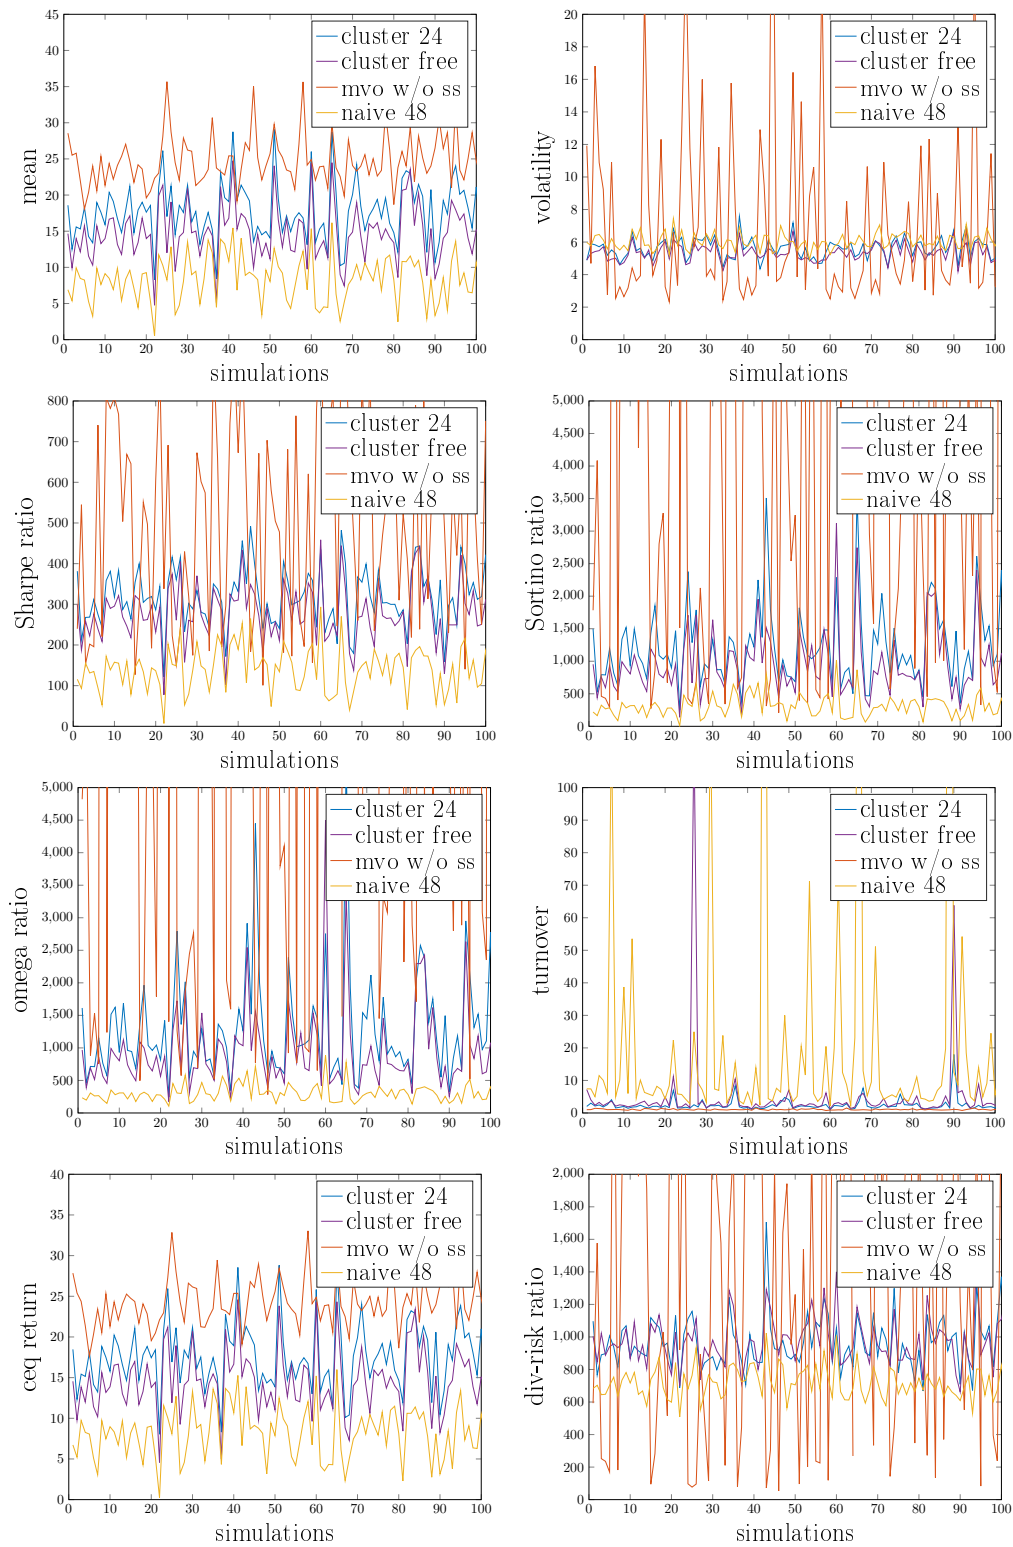 45
40
35
30
25
20
15
10
5
0
mean
cluster 24
cluster free
mvo w/o ss
naive 48
0 10 20 30 40 50 60 70 80 90 100
simulations
20
18
16
14
12
10
8
6
4
2
0
volatility
cluster 24
cluster free
mvo w/o ss
naive 48
0 10 20 30 40 50 60 70 80 90 100
simulations
800
700
600
500
400
300
200
100
0
Sharpe ratio
cluster 24
cluster free
mvo w/o ss
naive 48
0 10 20 30 40 50 60 70 80 90 100
simulations
5,000
4,500
4,000
3,500
3,000
2,500
2,000
1,500
1,000
500
0
Sortino ratio
cluster 24
cluster free
mvo w/o ss
naive 48
0 10 20 30 40 50 60 70 80 90 100
simulations
5,000
4,500
4,000
3,500
3,000
2,500
2,000
1,500
1,000
500
0
omega ratio
cluster 24
cluster free
mvo w/o ss
naive 48
0 10 20 30 40 50 60 70 80 90 100
simulations
100
90
80
70
60
50
40
30
20
10
0
turnover
cluster 24
cluster free
mvo w/o ss
naive 48
0 10 20 30 40 50 60 70 80 90 100
simulations
40
35
30
25
20
15
10
5
0
ceq return
cluster 24
cluster free
mvo w/o ss
naive 48
0 10 20 30 40 50 60 70 80 90 100
simulations
2,000
1,800
1,600
1,400
1,200
1,000
800
600
400
200
0
div-risk ratio
cluster 24
cluster free
mvo w/o ss
naive 48
0 10 20 30 40 50 60 70 80 90 100
simulations